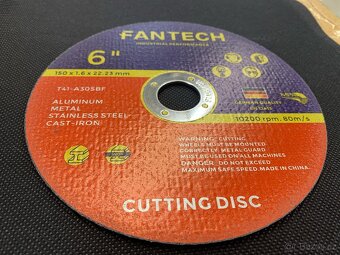 FANTECH
INDUSTRIAL PERFORMANCE
6"
150 x 1.6 x 22.23 mm
T41-A30SBF
ALUMINUM
METAL
STAINLESS STEEL
CAST-IRON
GERMAN QUALITY
10200 rpm. 80m/s
WARNING: CUTTING
WHEELS MUST BE MOUNTED
CORRECTLY. METAL GUARD
MUST BE USED ON ALL MACHINES
DANGER: DO NOT EXCEED
MAXIMUM SAFE SPEED. MADE IN CHINA.
CUTTING DISC